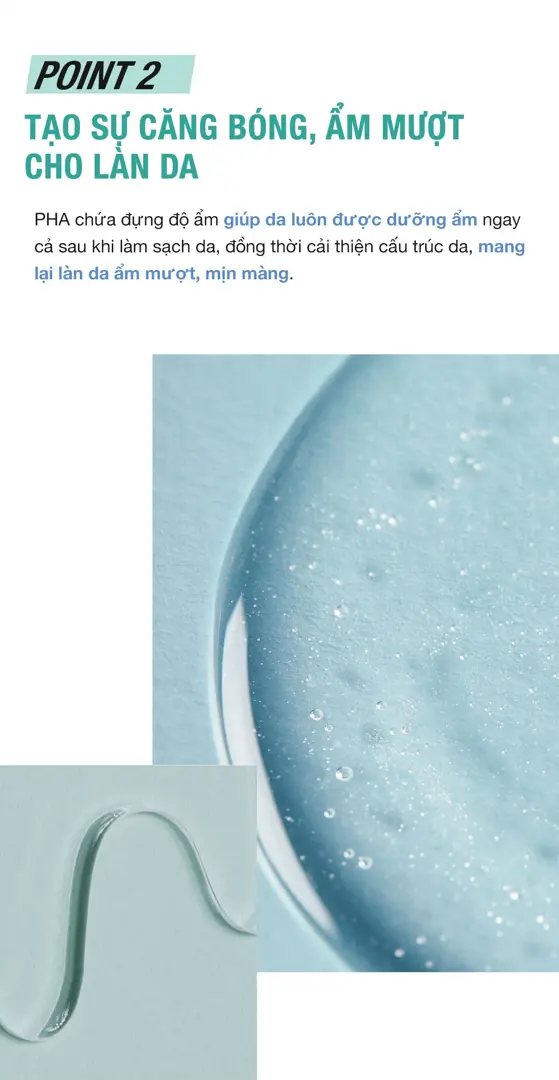 POINT 2
TẠO SỰ CĂNG BÓNG, ẨM MƯỢT
CHO LÀN DA
PHA chứa đựng độ ẩm giúp da luôn được dưỡng ẩm ngay
cả sau khi làm sạch da, đồng thời cải thiện cấu trúc da, mang
lại làn da ẩm mượt, mịn màng.